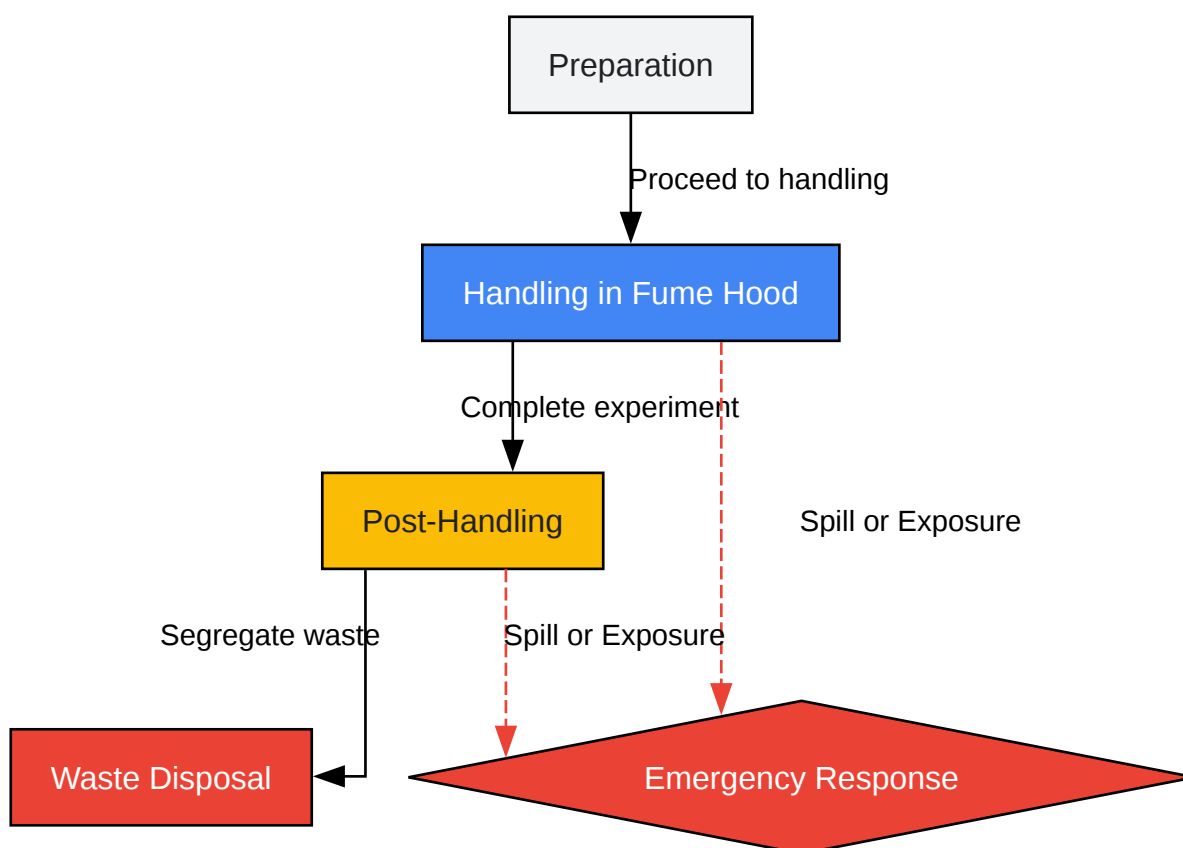 Preparation
Proceed to handling
Handling in Fume Hood
Complete experiment
Post-Handling
Spill or Exposure
Segregate waste
Spill or Exposure
Waste Disposal
Emergency Response